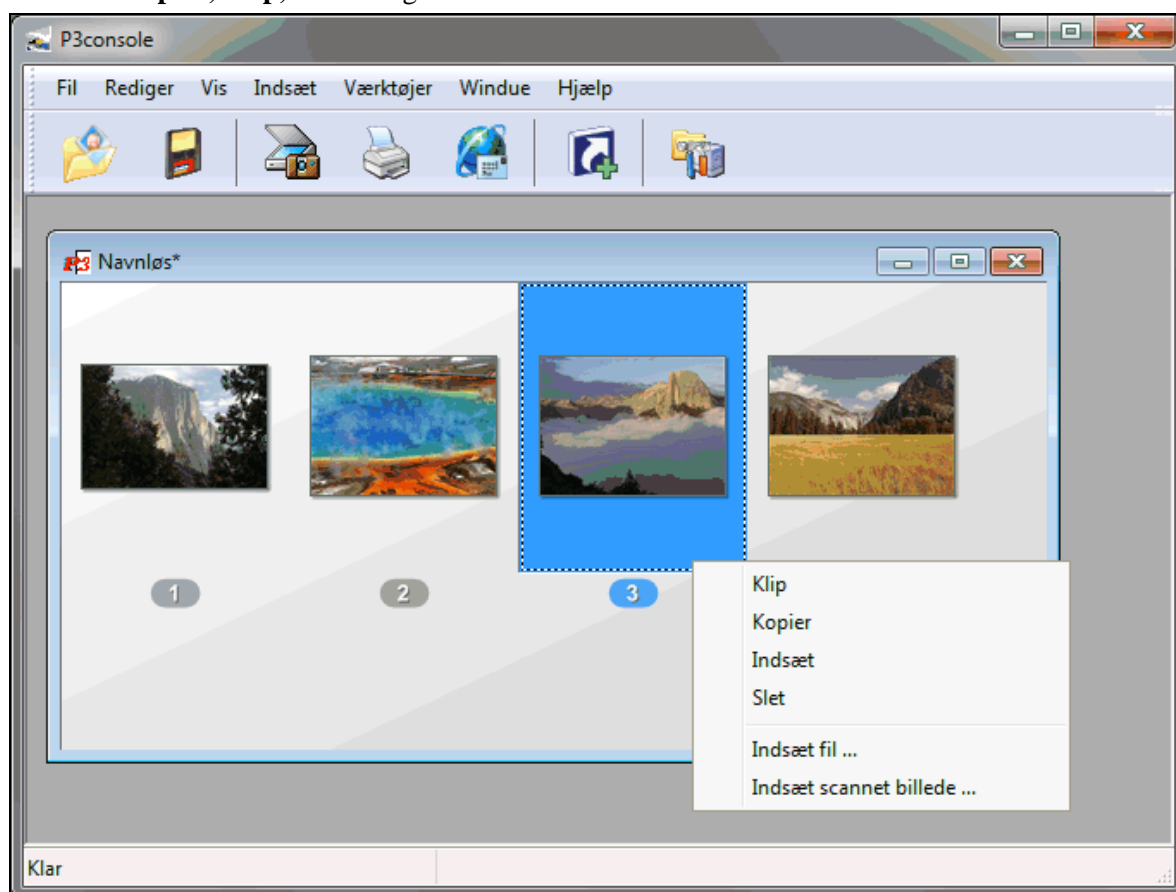 P3console
Fil Rediger Vis Indsæt Værktøjer Windue Hjælp
P3 Navnløs*
1 2 3
Klip
Kopier
Indsæt
Slet
Indsæt fil ...
Indsæt scannet billede ...
Klar